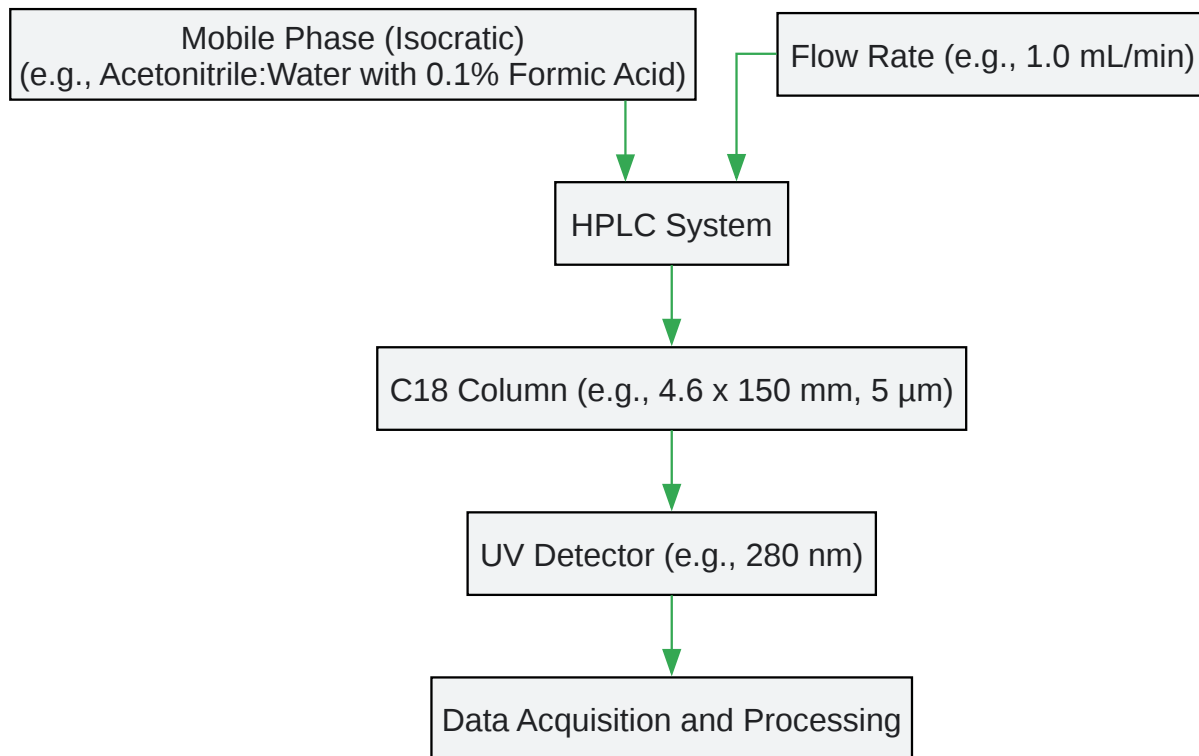 Mobile Phase (Isocratic)
(e.g., Acetonitrile:Water with 0.1% Formic Acid)
Flow Rate (e.g., 1.0 mL/min)
HPLC System
C18 Column (e.g., 4.6 x 150 mm, 5 µm)
UV Detector (e.g., 280 nm)
Data Acquisition and Processing